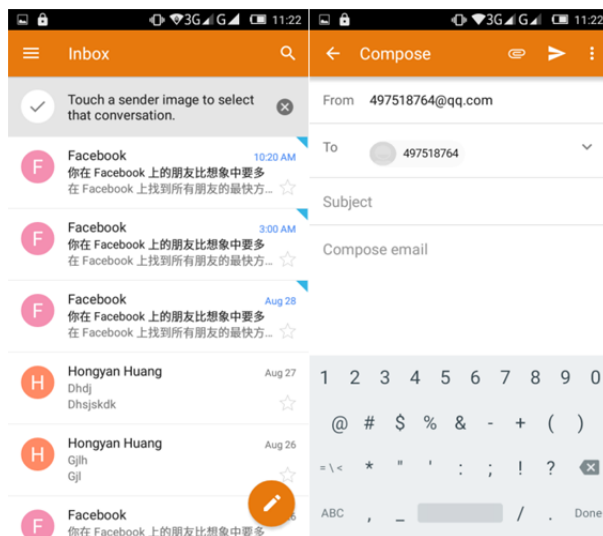 3G G 11:22
Inbox
Touch a sender image to select
that conversation.
F
Facebook 10:20 AM
你在 Facebook 上的朋友比想象中要多
在 Facebook 上找到所有朋友的最快方...
F
Facebook 3:00 AM
你在 Facebook 上的朋友比想象中要多
在 Facebook 上找到所有朋友的最快方...
F
Facebook Aug 28
你在 Facebook 上的朋友比想象中要多
在 Facebook 上找到所有朋友的最快方...
H
Hongyan Huang Aug 27
Dhdj
Dhsjskdk
H
Hongyan Huang Aug 26
Gjlh
Gjl
F
Facebook 6
你在 Facebook 上的朋友比想象中要多
3G G 11:22
Compose
From 497518764@qq.com
To 497518764
Subject
Compose email
1 2 3 4 5 6 7 8 9 0
@ # $ % & - + ( )
= \ < * " ' : ; ! ?
ABC , _ / . Done